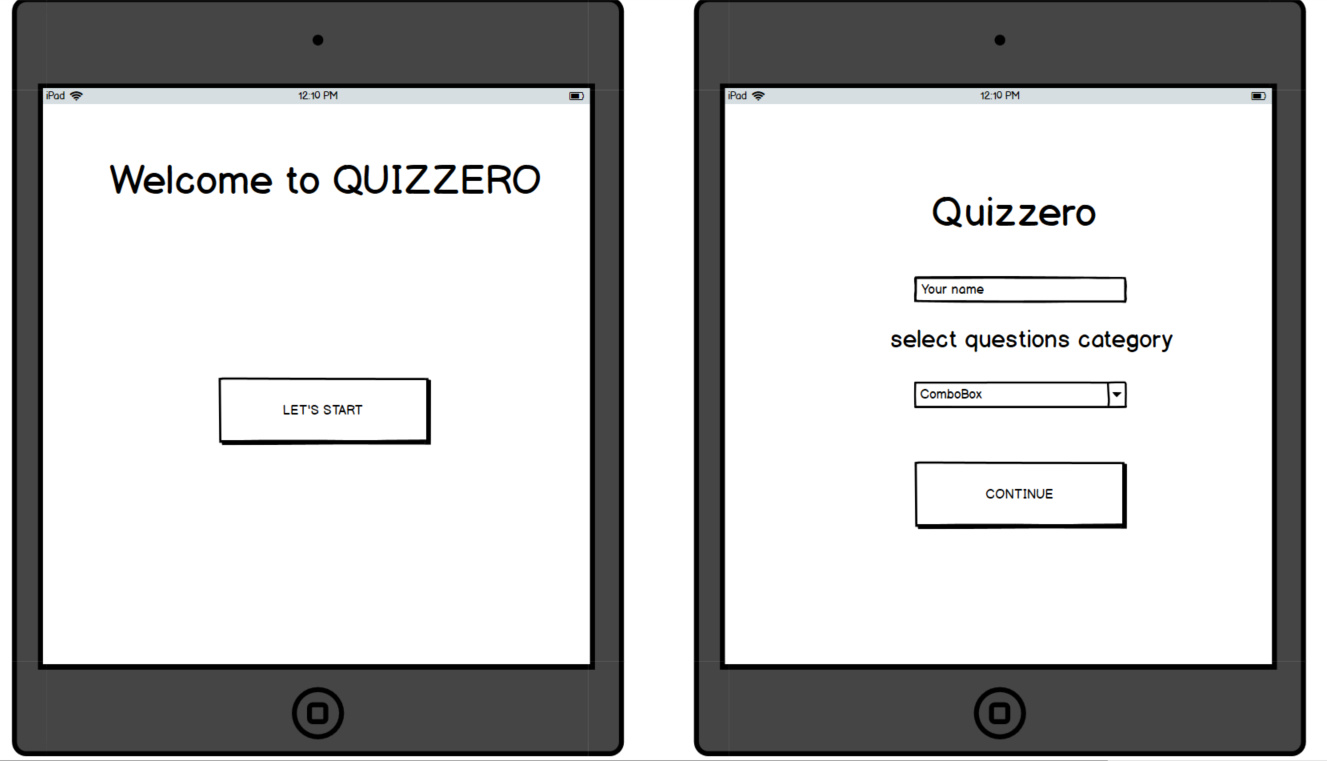 iPad
12:10 PM
Welcome to QUIZZERO
LET'S START
iPad
12:10 PM
Quizzero
Your name
select questions category
ComboBox
CONTINUE